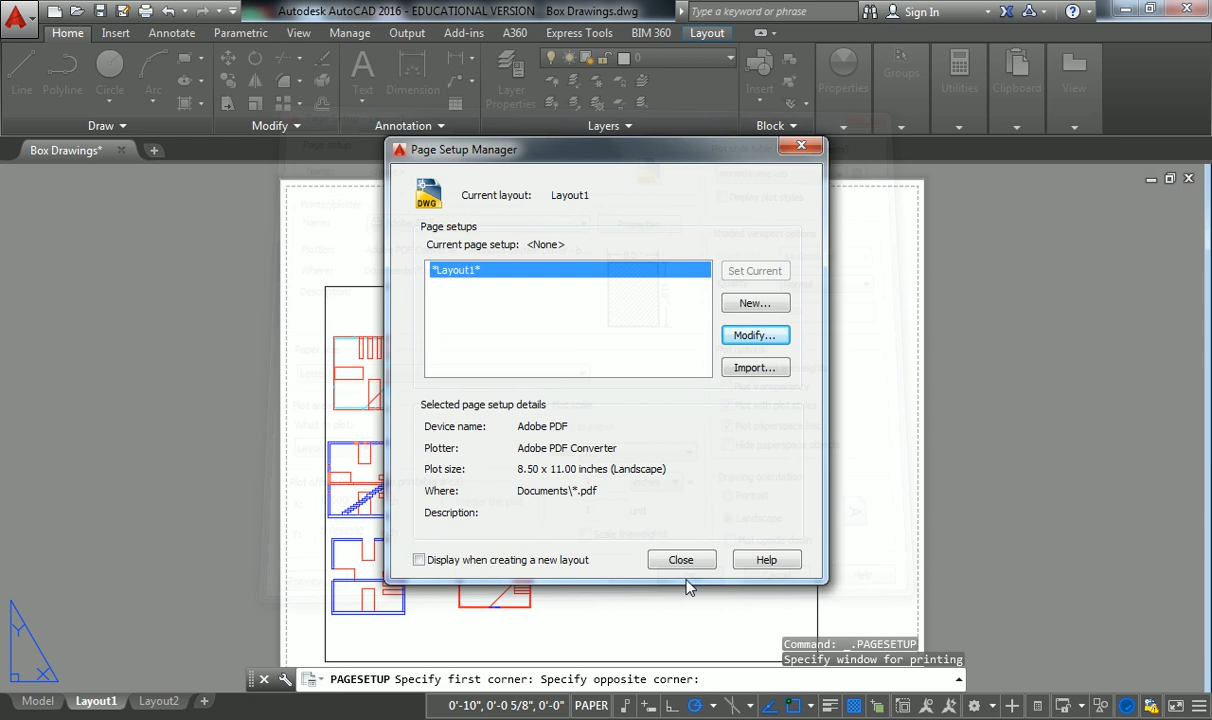 Autodesk AutoCAD 2016 - EDUCATIONAL VERSION Box Drawings.dwg
Type a keyword or phrase
Sign In
Home Insert Annotate Parametric View Manage Output Add-ins A360 Express Tools BIM 360 Layout
Line Polyline Circle Arc
Text Dimension
Layer Properties
0
Insert
Properties
Groups
Utilities
Clipboard
View
Draw Modify Annotation Layers Block
Box Drawings*
Page Setup Manager
Current layout: Layout1
DWG
Page setups
Current page setup: <None>
*Layout1*
Set Current
New...
Modify...
Import...
Selected page setup details
Device name: Adobe PDF
Plotter: Adobe PDF Converter
Plot size: 8.50 x 11.00 inches (Landscape)
Where: Documents\*.pdf
Description:
Display when creating a new layout
Close
Help
Y
X
Command: _.PAGESETUP
Specify window for printing
PAGESETUP Specify first corner: Specify opposite corner:
Model Layout1 Layout2 +
0'-10", 0'-0 5/8", 0'-0" PAPER